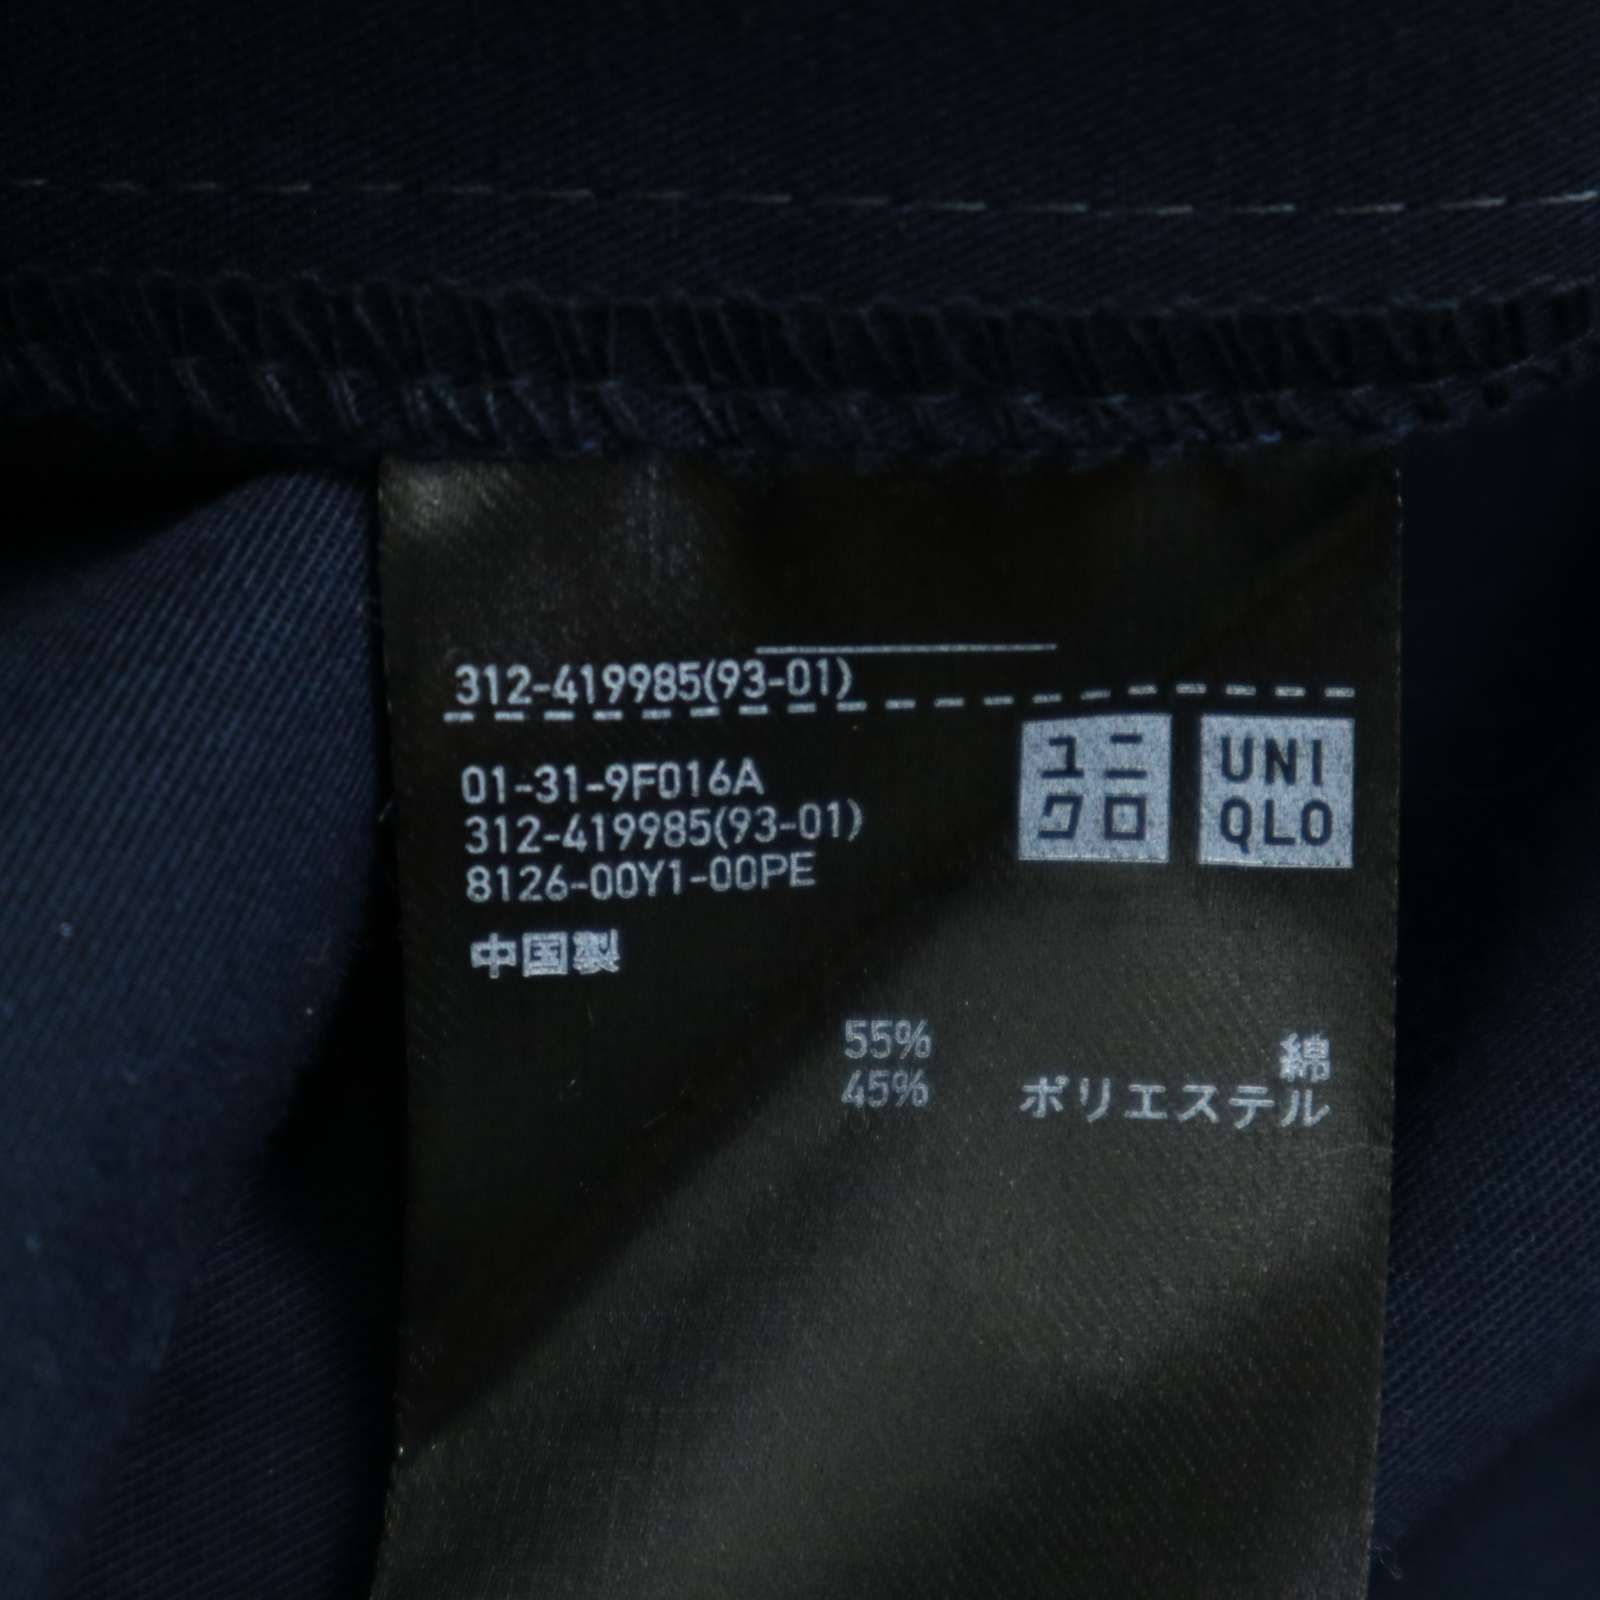 312-419985(93-01)
ユニ
クロ
UNI
QLO
01-31-9F016A
312-419985(93-01)
8126-00Y1-00PE
中国製
55% 綿
45% ポリエステル